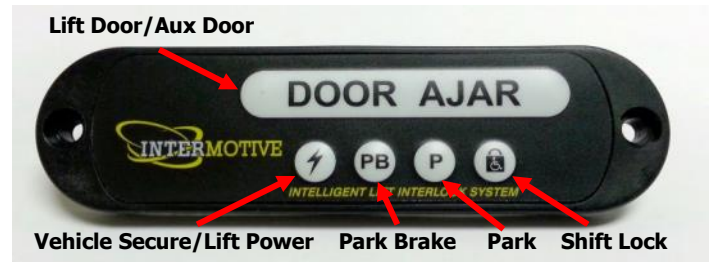 Lift Door/Aux Door
DOOR AJAR
INTERMOTIVE
PB P
INTELLIGENT LIFT INTERLOCK SYSTEM
Vehicle Secure/Lift Power Park Brake Park Shift Lock